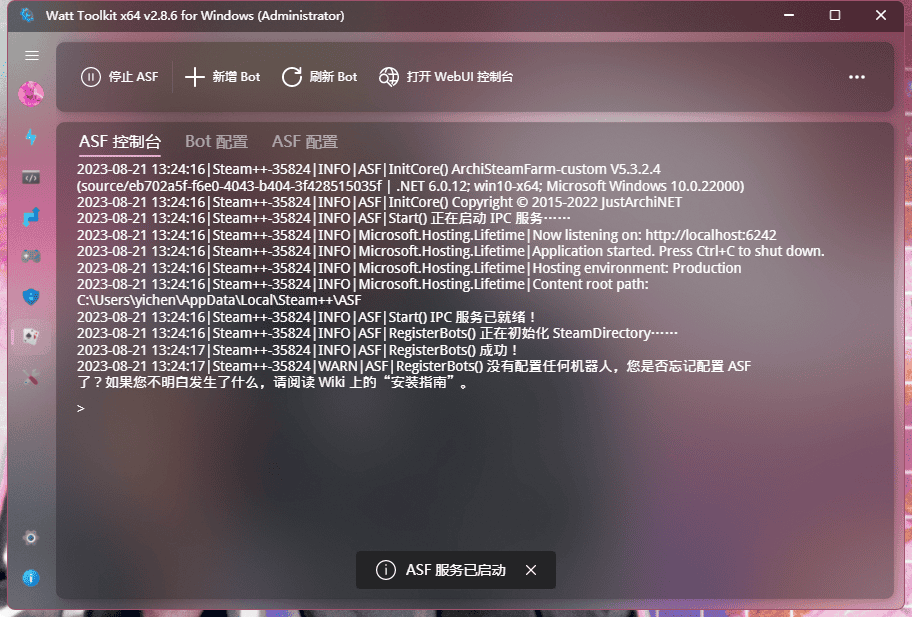 Watt Toolkit x64 v2.8.6 for Windows (Administrator)
停止 ASF
新增 Bot
刷新 Bot
打开 WebUI 控制台
ASF 控制台
Bot 配置
ASF 配置
2023-08-21 13:24:16|Steam++-35824|INFO|ASF|InitCore() ArchiSteamFarm-custom V5.3.2.4
(source/eb702a5f-f6e0-4043-b404-3f428515035f | .NET 6.0.12; win10-x64; Microsoft Windows 10.0.22000)
2023-08-21 13:24:16|Steam++-35824|INFO|ASF|InitCore() Copyright © 2015-2022 JustArchiNET
2023-08-21 13:24:16|Steam++-35824|INFO|ASF|Start() 正在启动 IPC 服务……
2023-08-21 13:24:16|Steam++-35824|INFO|Microsoft.Hosting.Lifetime|Now listening on: http://localhost:6242
2023-08-21 13:24:16|Steam++-35824|INFO|Microsoft.Hosting.Lifetime|Application started. Press Ctrl+C to shut down.
2023-08-21 13:24:16|Steam++-35824|INFO|Microsoft.Hosting.Lifetime|Hosting environment: Production
2023-08-21 13:24:16|Steam++-35824|INFO|Microsoft.Hosting.Lifetime|Content root path:
C:\Users\yichen\AppData\Local\Steam++\ASF
2023-08-21 13:24:16|Steam++-35824|INFO|ASF|Start() IPC 服务已就绪！
2023-08-21 13:24:16|Steam++-35824|INFO|ASF|RegisterBots() 正在初始化 SteamDirectory……
2023-08-21 13:24:17|Steam++-35824|INFO|ASF|RegisterBots() 成功！
2023-08-21 13:24:17|Steam++-35824|WARN|ASF|RegisterBots() 没有配置任何机器人，您是否忘记配置 ASF
了？如果您不明白发生了什么，请阅读 Wiki 上的“安装指南”。
>
ASF 服务已启动